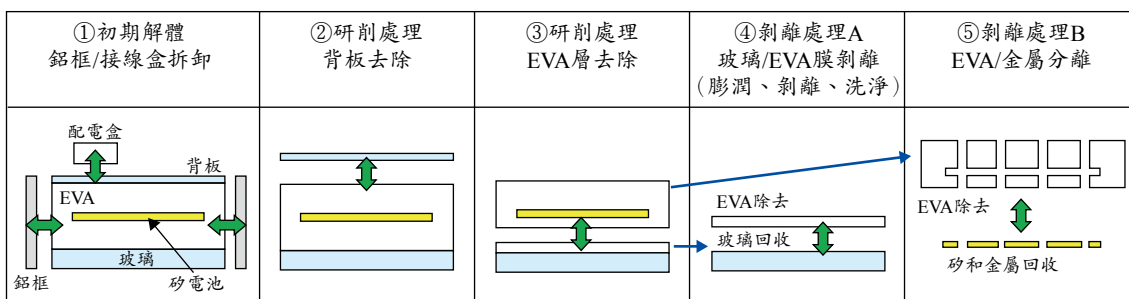 ①初期解體
鋁框/接線盒拆卸
②研削處理
背板去除
③研削處理
EVA層去除
④剝離處理A
玻璃/EVA膜剝離
(膨潤、剝離、洗淨)
⑤剝離處理B
EVA/金屬分離
配電盒
背板
EVA
玻璃
鋁框
矽電池
EVA除去
玻璃回收
EVA除去
矽和金屬回收